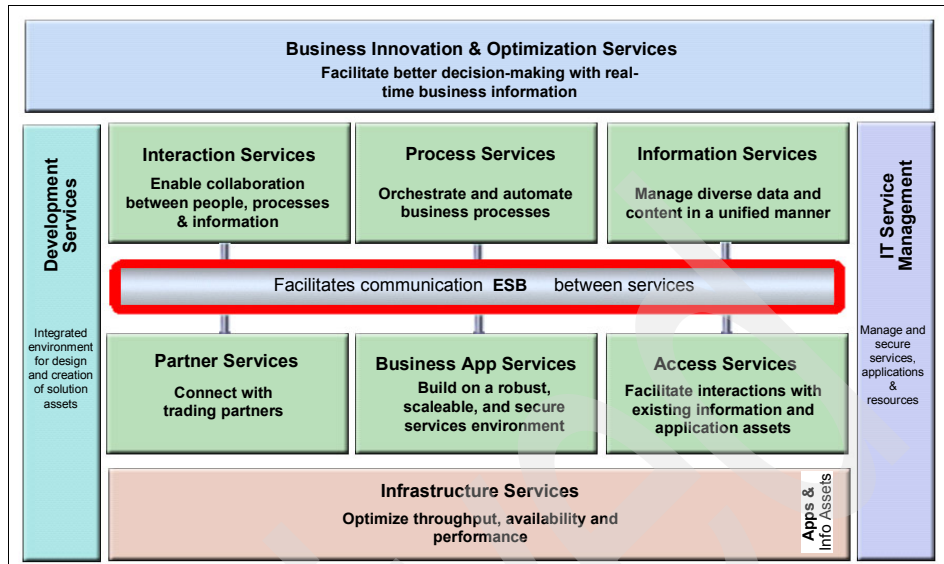 Business Innovation & Optimization Services
Facilitate better decision-making with real-
time business information
Development
Services
Integrated
environment
for design
and creation
of solution
assets
Interaction Services
Enable collaboration
between people, processes
& information
Process Services
Orchestrate and automate
business processes
Information Services
Manage diverse data and
content in a unified manner
IT Service
Management
Manage and
secure
services,
applications
&
resources
Facilitates communication ESB between services
Partner Services
Connect with
trading partners
Business App Services
Build on a robust,
scaleable, and secure
services environment
Access Services
Facilitate interactions with
existing information and
application assets
Infrastructure Services
Optimize throughput, availability and
performance
Apps &
Info Assets